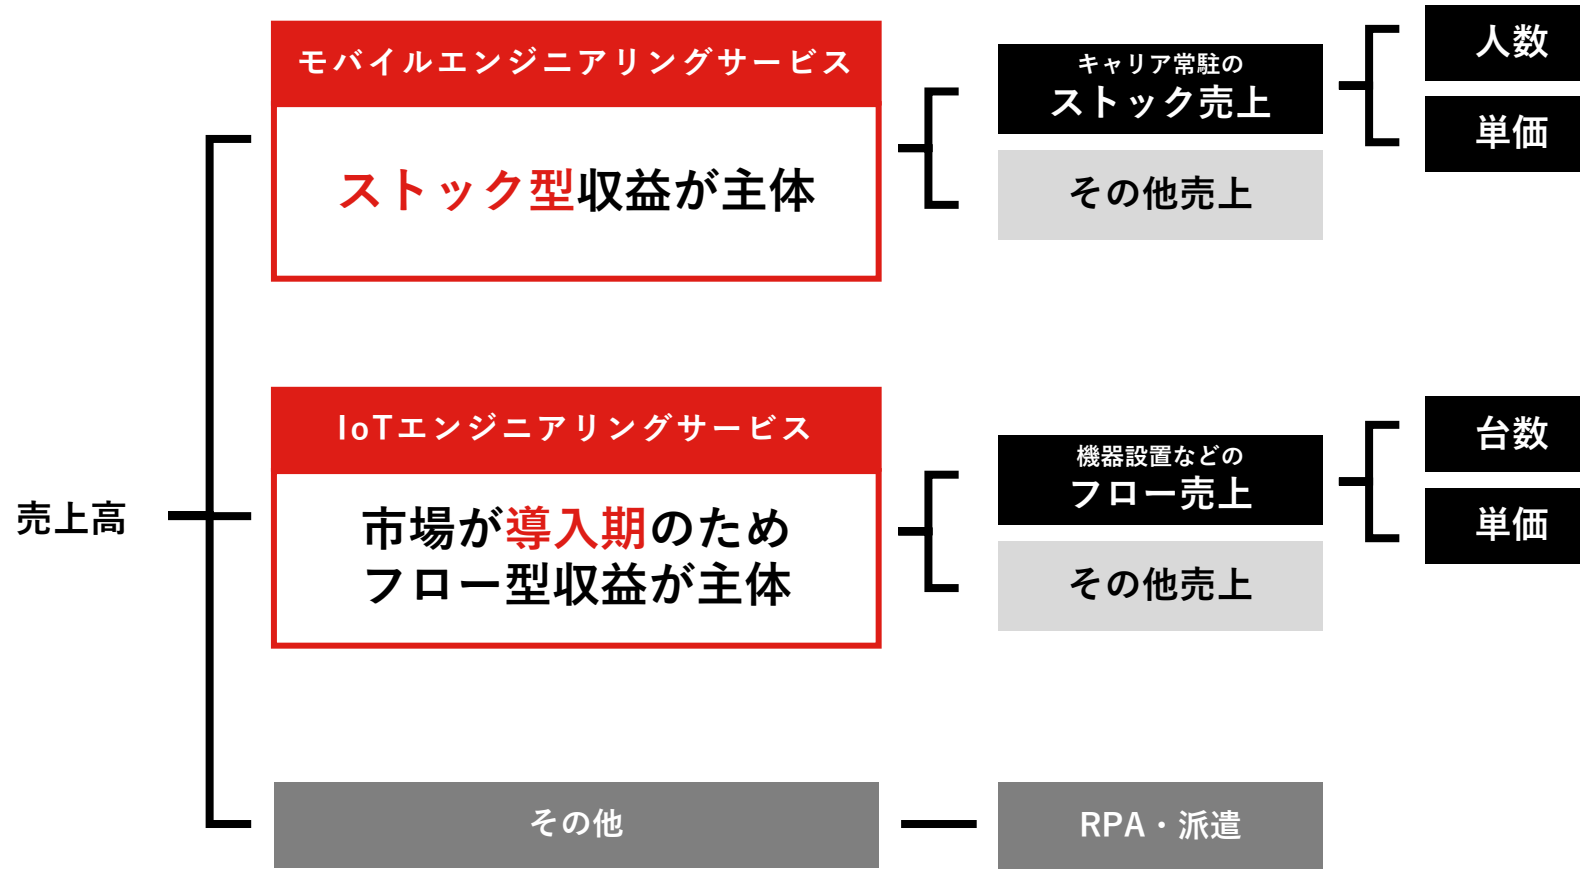 売上高
モバイルエンジニアリングサービス
ストック型収益が主体
キャリア常駐の
ストック売上
その他売上
人数
単価
IoTエンジニアリングサービス
市場が導入期のため
フロー型収益が主体
機器設置などの
フロー売上
その他売上
台数
単価
その他
RPA・派遣